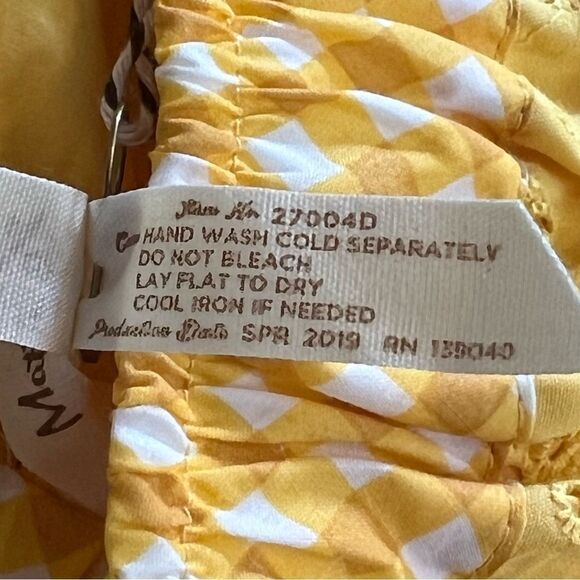 Item No 27004D
HAND WASH COLD SEPARATELY
DO NOT BLEACH
LAY FLAT TO DRY
COOL IRON IF NEEDED
Production Date SPR 2019 RN 139040